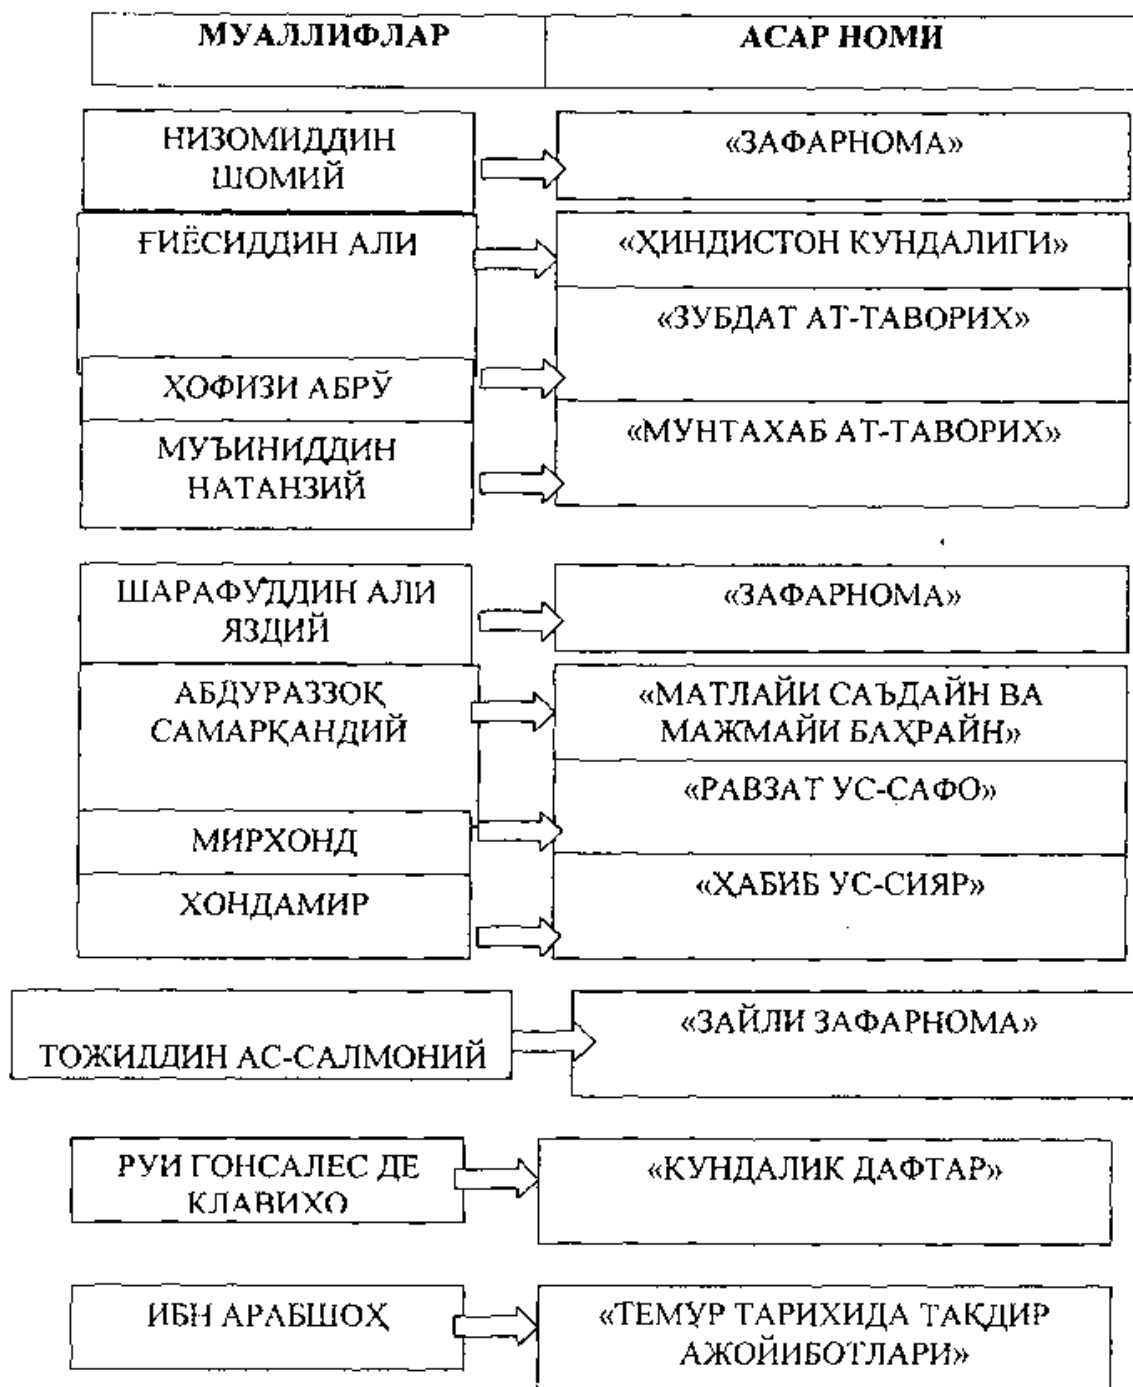 МУАЛЛИФЛАР АСАР НОМИ
НИЗОМИДДИН
ШОМИЙ
«ЗАФАРНОМА»
ҒИЁСИДДИН АЛИ
«ҲИНДИСТОН КУНДАЛИГИ»
«ЗУБДАТ АТ-ТАВОРИХ»
ҲОФИЗИ АБРЎ
«МУНТАХАБ АТ-ТАВОРИХ»
МУЪИНИДДИН
НАТАНЗИЙ
ШАРАФУДДИН АЛИ
ЯЗДИЙ
«ЗАФАРНОМА»
АБДУРАЗЗОҚ
САМАРҚАНДИЙ
«МАТЛАЙИ САЪДАЙН ВА
МАЖМАЙИ БАҲРАЙН»
«РАВЗАТ УС-САФО»
МИРХОНД
ХОНДАМИР
«ҲАБИБ УС-СИЯР»
ТОЖИДДИН АС-САЛМОНИЙ
«ЗАЙЛИ ЗАФАРНОМА»
РУИ ГОНСАЛЕС ДЕ
КЛАВИХО
«КУНДАЛИК ДАФТАР»
ИБН АРАБШОҲ
«ТЕМУР ТАРИХИДА ТАҚДИР
АЖОЙИБОТЛАРИ»